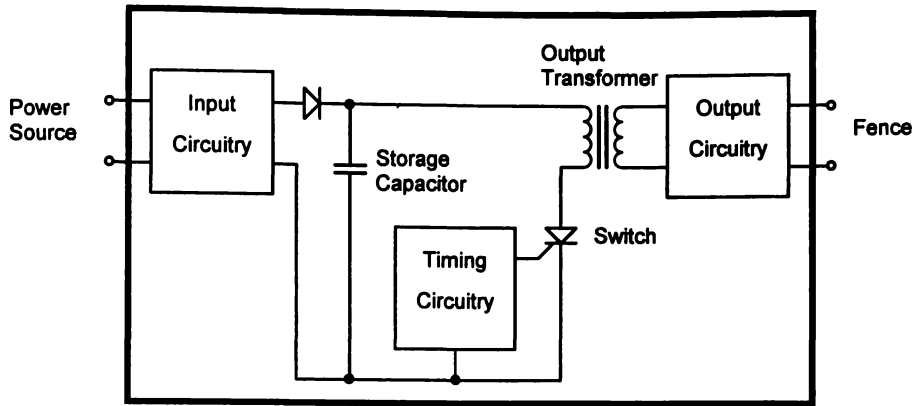 Power
Source
Input
Circuitry
Storage
Capacitor
Timing
Circuitry
Output
Transformer
Switch
Output
Circuitry
Fence